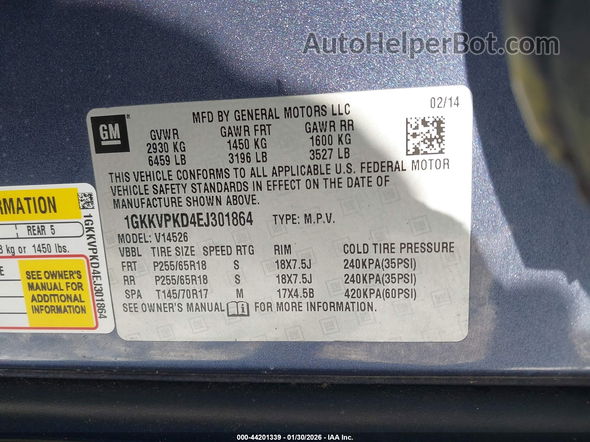 AutoHelperBot.com
GM
MFD BY GENERAL MOTORS LLC 02/14
GVWR GAWR FRT GAWR RR
2930 KG 1450 KG 1600 KG
6459 LB 3196 LB 3527 LB
THIS VEHICLE CONFORMS TO ALL APPLICABLE U.S. FEDERAL MOTOR
VEHICLE SAFETY STANDARDS IN EFFECT ON THE DATE OF
MANUFACTURE SHOWN ABOVE.
1GKKVPKD4EJ301864 TYPE: M.P.V.
MODEL: V14526
VBBL TIRE SIZE SPEED RTG RIM COLD TIRE PRESSURE
FRT P255/65R18 S 18X7.5J 240KPA(35PSI)
RR P255/65R18 S 18X7.5J 240KPA(35PSI)
SPA T145/70R17 M 17X4.5B 420KPA(60PSI)
SEE OWNER'S MANUAL FOR MORE INFORMATION
REAR 5
kg or 1450 lbs.
SEE OWNER'S
MANUAL FOR
ADDITIONAL
INFORMATION
1GKKVPKD4EJ301864
000-44201339 - 01/30/2026 - IAA Inc.